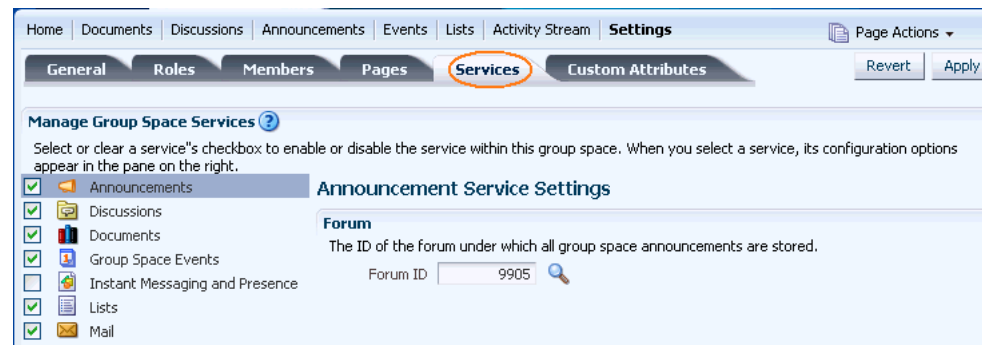 Home Documents Discussions Announcements Events Lists Activity Stream Settings Page Actions
General Roles Members Pages Services Custom Attributes Revert Apply
Manage Group Space Services ?
Select or clear a service"s checkbox to enable or disable the service within this group space. When you select a service, its configuration options
appear in the pane on the right.
Announcements
Discussions
Documents
Group Space Events
Instant Messaging and Presence
Lists
Mail
Announcement Service Settings
Forum
The ID of the forum under which all group space announcements are stored.
Forum ID 9905